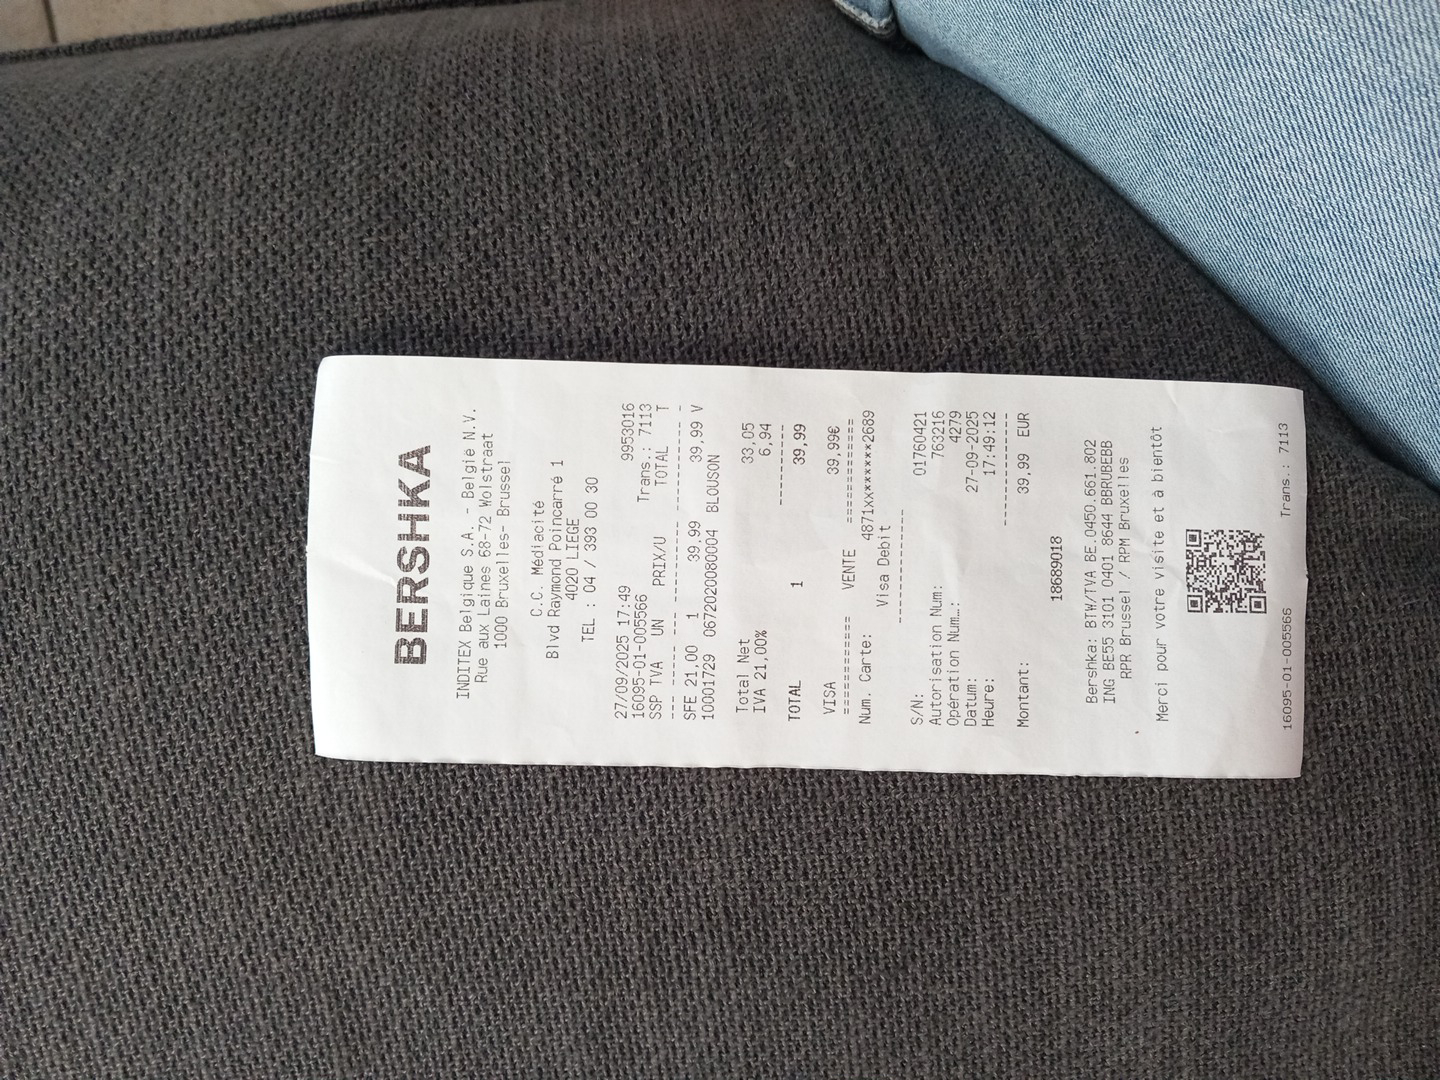 BERSHKA
INDITEX Belgique S.A. - België N.V.
Rue aux Laines 68-72 Wolstraat
1000 Bruxelles- Brussel
C.C. Médiacité
Blvd Raymond Poincarré 1
4020 LIEGE
TEL : 04 / 393 00 30
27/09/2025 17:49 9953016
16095-01-005566 Trans.: 7113
SSP TVA UN PRIX/U TOTAL T
SFE 21,00 1 39,99 39,99 V
10001729 0672020080004 BLOUSON
Total Net 33,05
IVA 21,00% 6,94
TOTAL 1 39,99
VISA 39,99€
========== VENTE ===========
Num. Carte: 4871XX*******2689
Visa Debit
S/N: 01760421
Autorisation Num: 763216
Opération Num..: 4279
Datum: 27-09-2025
Heure: 17:49:12
Montant: 39,99 EUR
18689018
Bershka: BTW/TVA BE.0450.661.802
ING BE55 3101 0401 8644 BBRUBEBB
RPR Brussel / RPM Bruxelles
Merci pour votre visite et à bientôt
16095-01-005566 Trans.: 7113